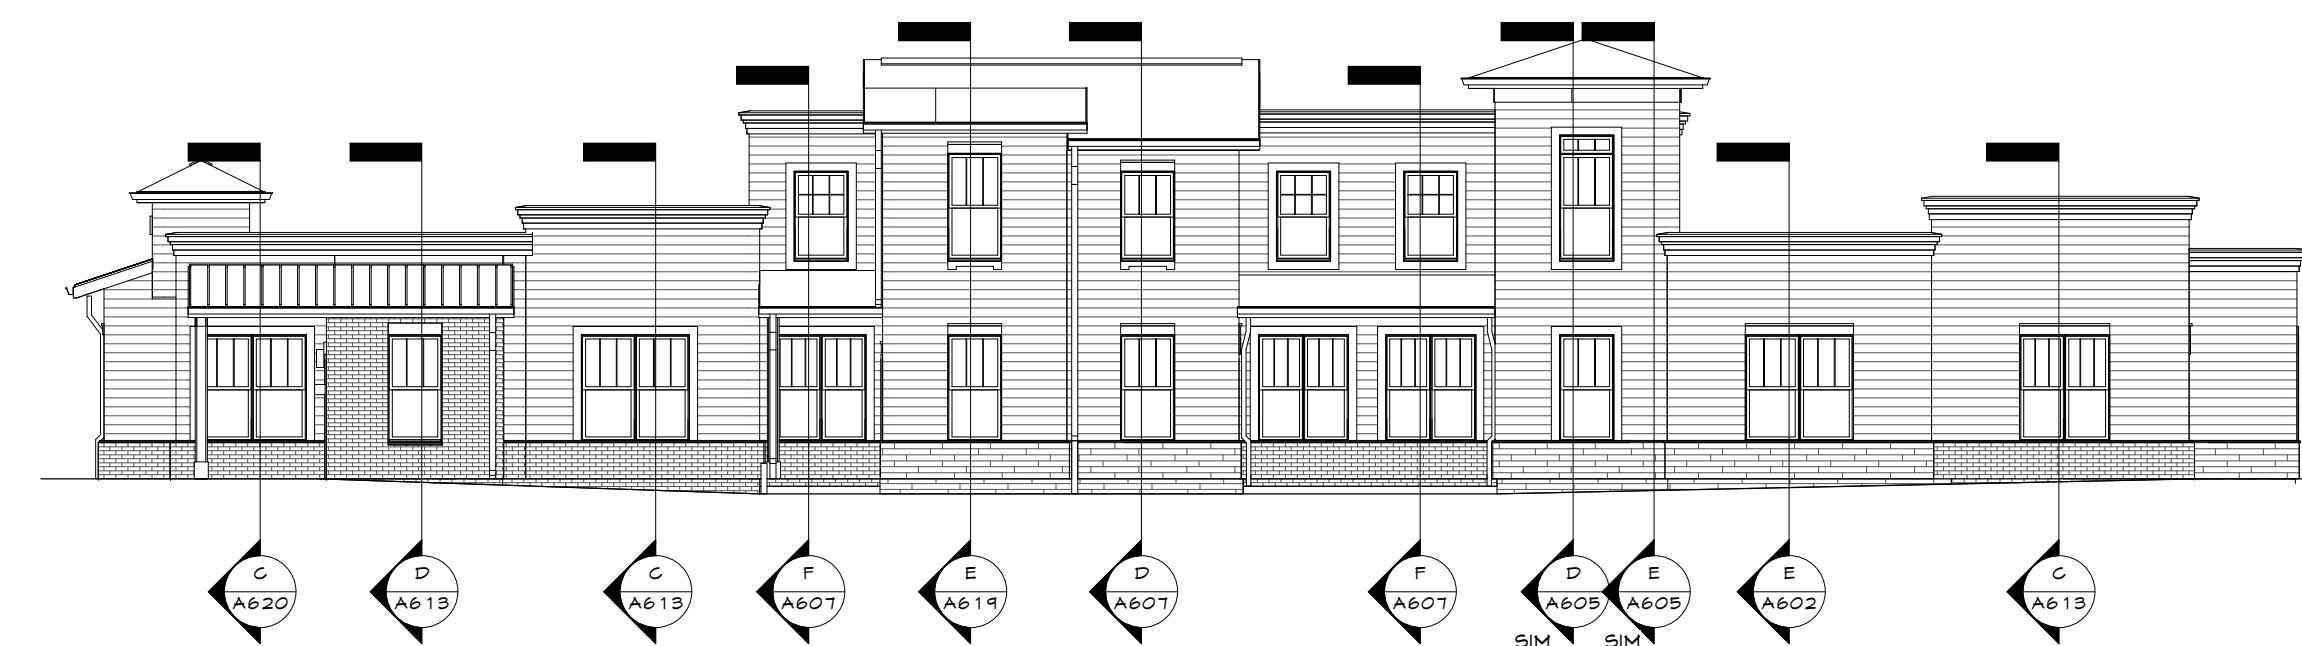 C D C F E D F D E E C
A620 A613 A613 A607 A619 A607 A607 A605 A605 A602 A613
SIM SIM